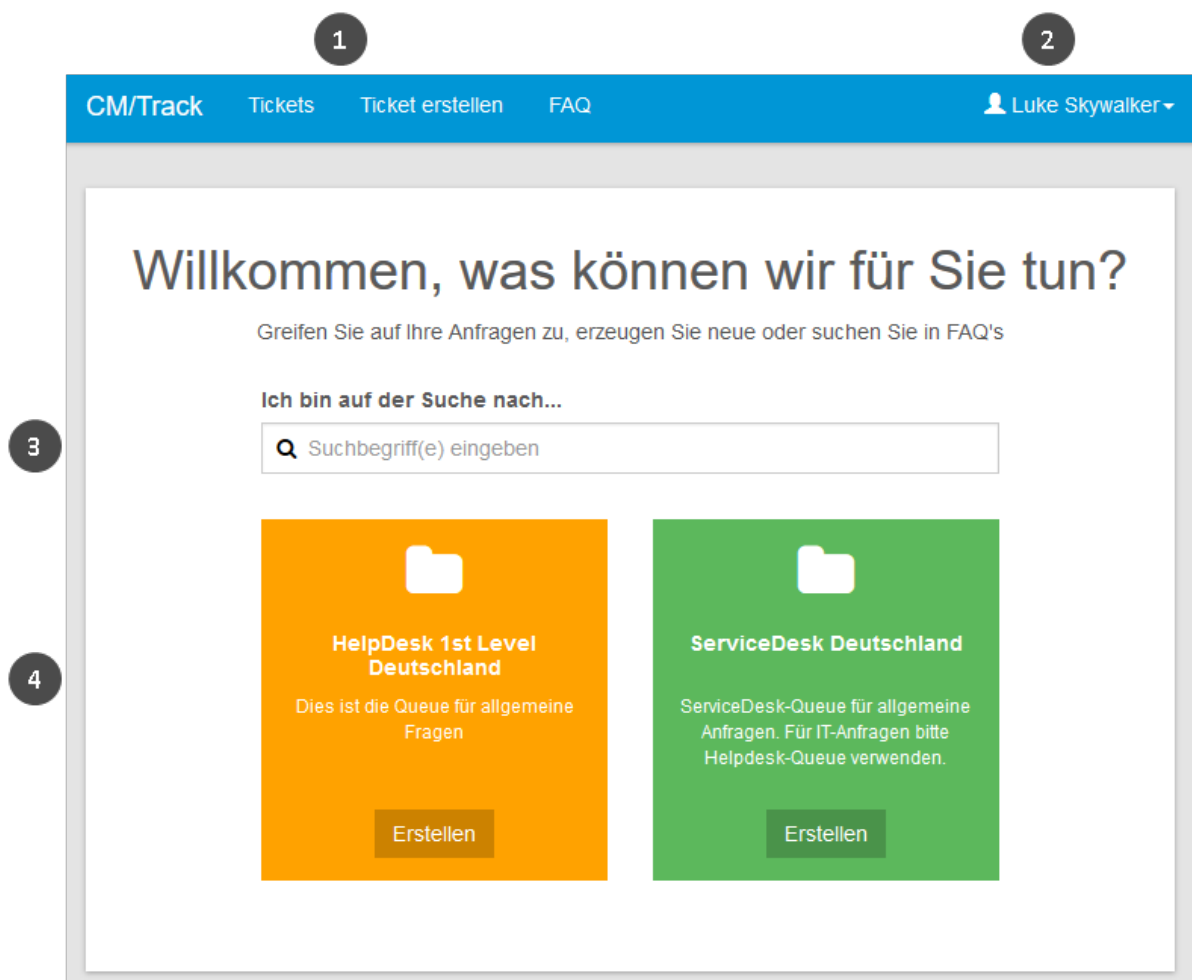 1
2
CM/Track Tickets Ticket erstellen FAQ Luke Skywalker
Willkommen, was können wir für Sie tun?
Greifen Sie auf Ihre Anfragen zu, erzeugen Sie neue oder suchen Sie in FAQ's
Ich bin auf der Suche nach...
3
Suchbegriff(e) eingeben
4
HelpDesk 1st Level
Deutschland
Dies ist die Queue für allgemeine
Fragen
Erstellen
ServiceDesk Deutschland
ServiceDesk-Queue für allgemeine
Anfragen. Für IT-Anfragen bitte
Helpdesk-Queue verwenden.
Erstellen